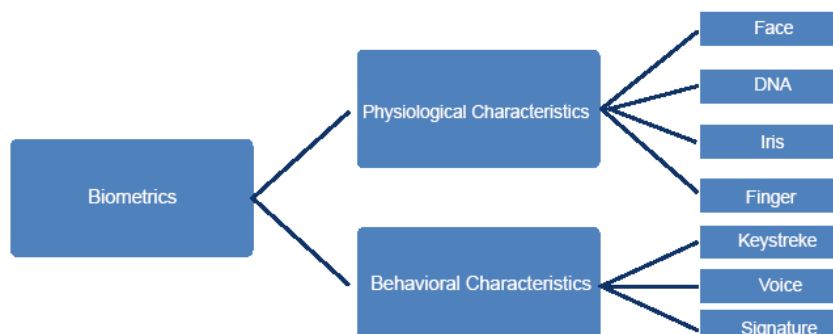 Biometrics
Physiological Characteristics
Face
DNA
Iris
Finger
Behavioral Characteristics
Keystreke
Voice
Signature